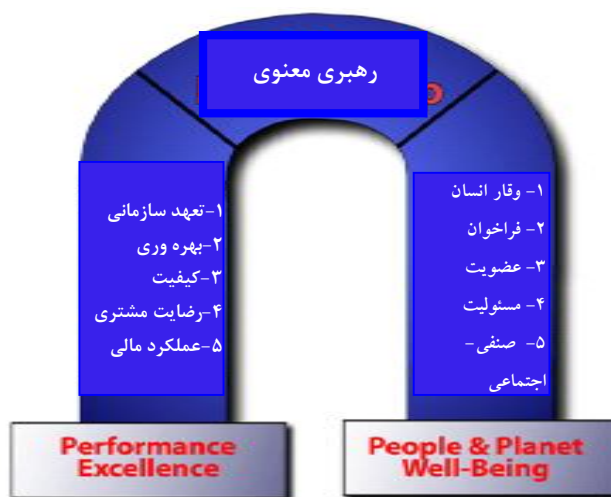 رهبری معنوی
۱- وقار انسان
۲- فراخوان
۳- عضویت
۴- مسئولیت
۵- صنفی-
اجتماعی
۱-تعهد سازمانی
۲-بهره وری
۳-کیفیت
۴-رضایت مشتری
۵-عملکرد مالی
Performance
Excellence
People & Planet
Well-Being